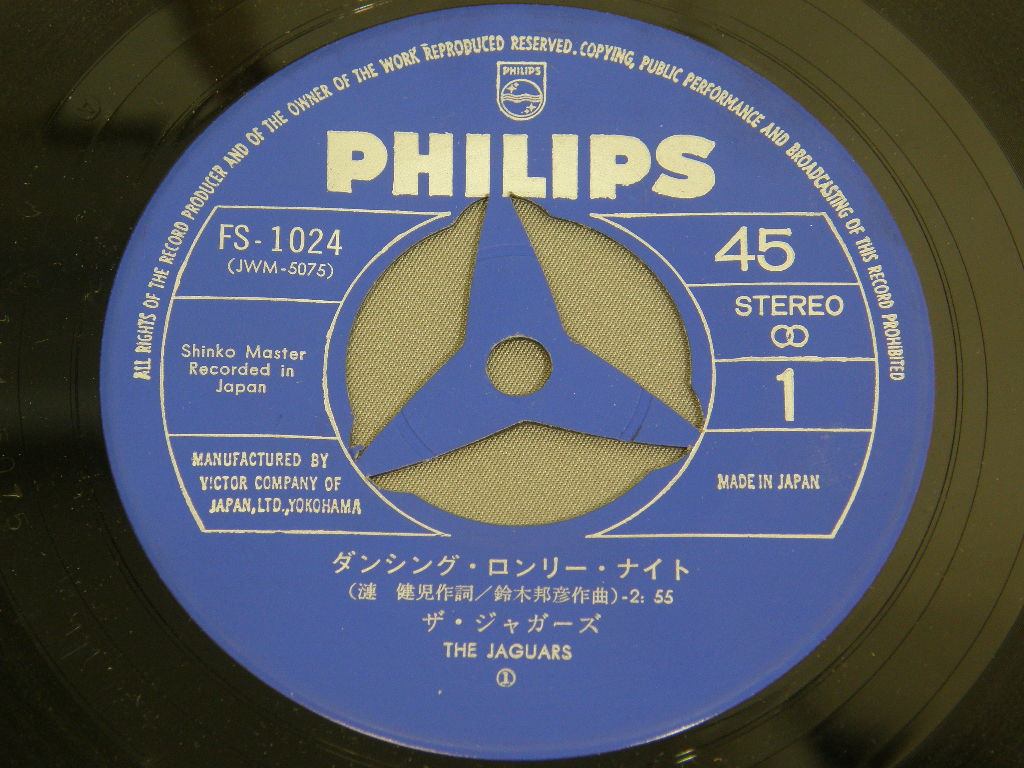 ALL RIGHTS OF THE RECORD PRODUCER AND OF THE OWNER OF THE WORK REPRODUCED RESERVED. COPYING, PUBLIC PERFORMANCE AND BROADCASTING OF THIS RECORD PROHIBITED
PHILIPS
PHILIPS
FS-1024
(JWM-5075)
45
STEREO
Shinko Master
Recorded in
Japan
1
MANUFACTURED BY
VICTOR COMPANY OF
JAPAN, LTD., YOKOHAMA
MADE IN JAPAN
ダンシング・ロンリー・ナイト
(漣 健児作詞/鈴木邦彦作曲)-2: 55
ザ・ジャガーズ
THE JAGUARS
①